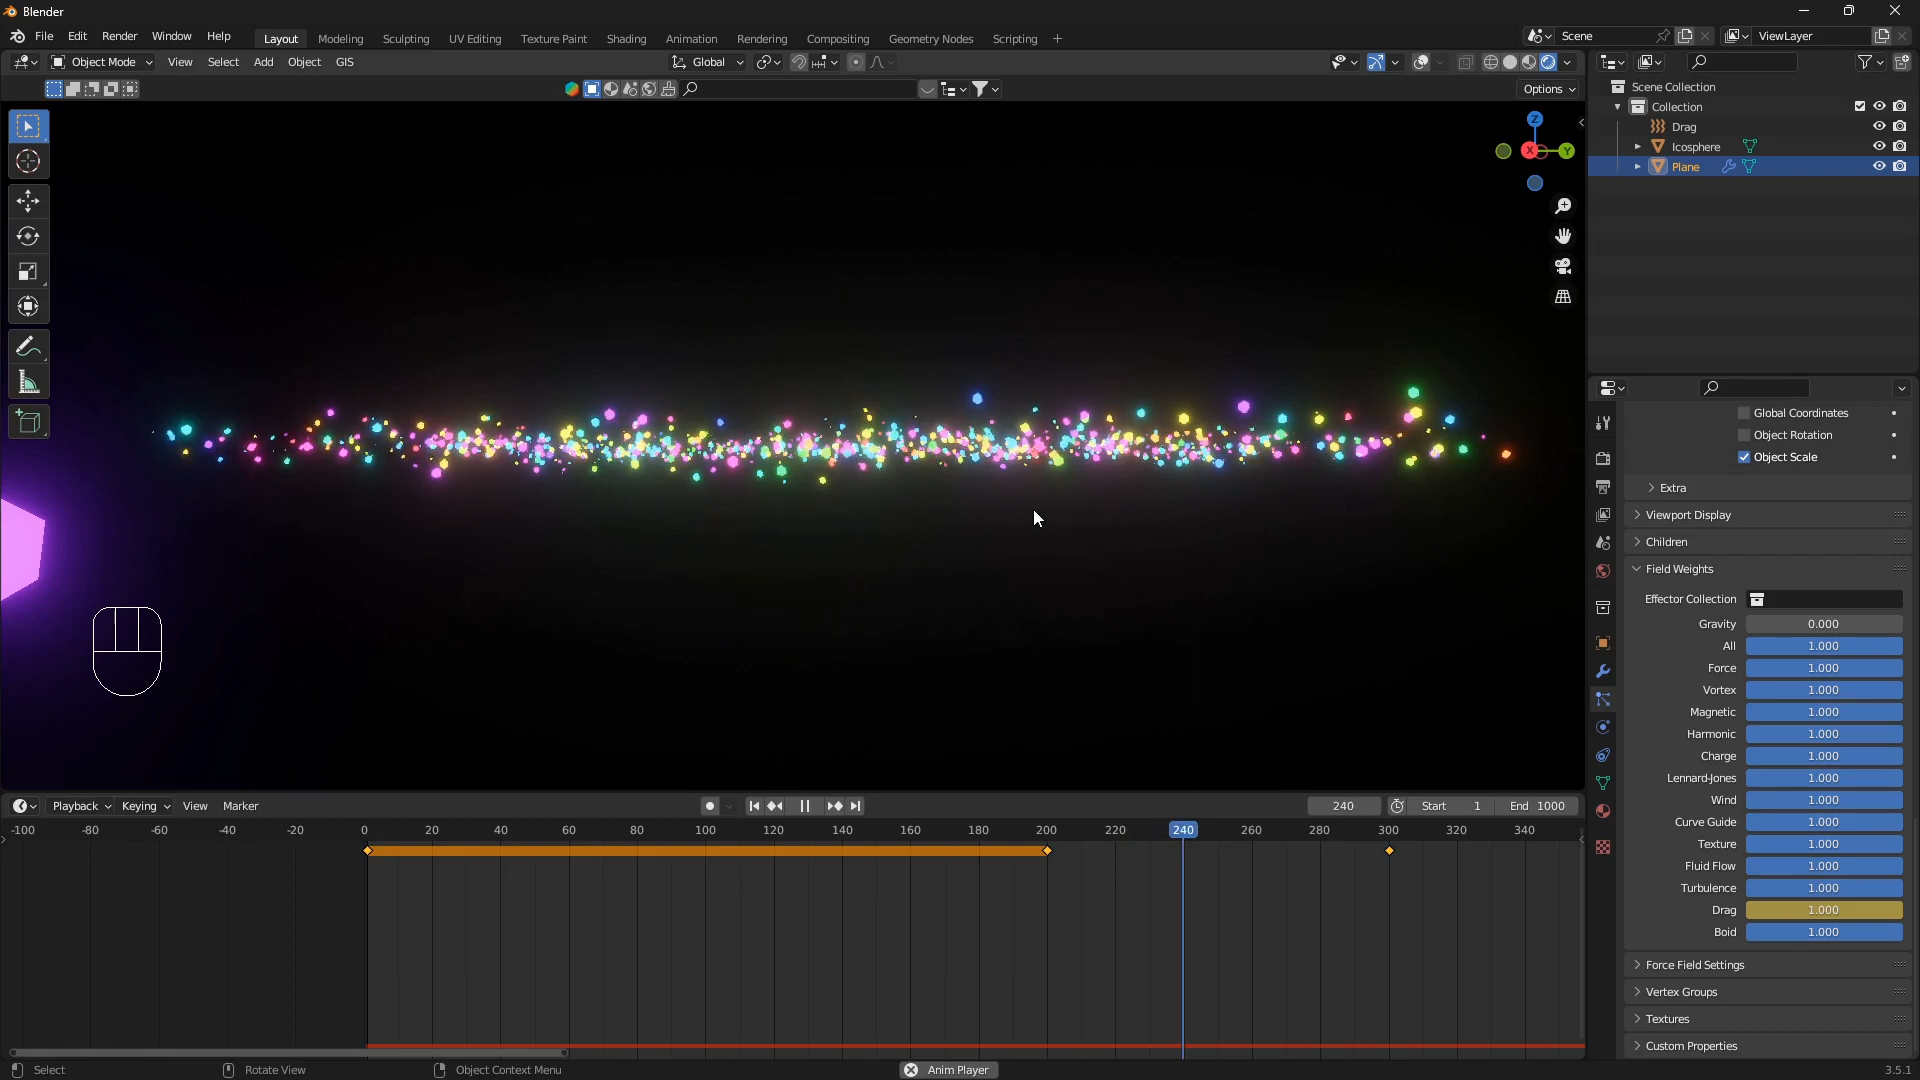 Blender
File Edit Render Window Help
Layout Modeling Sculpting UV Editing Texture Paint Shading Animation Rendering Compositing Geometry Nodes Scripting +
Scene
ViewLayer
Object Mode View Select Add Object GIS
Global
Options
Z
X
Y
Scene Collection
Collection
Drag
Icosphere
Plane
Global Coordinates
Object Rotation
Object Scale
Extra
Viewport Display
Children
Field Weights
Effector Collection
Gravity 0.000
All 1.000
Force 1.000
Vortex 1.000
Magnetic 1.000
Harmonic 1.000
Charge 1.000
Lennard-Jones 1.000
Wind 1.000
Curve Guide 1.000
Texture 1.000
Fluid Flow 1.000
Turbulence 1.000
Drag 1.000
Boid 1.000
Force Field Settings
Vertex Groups
Textures
Custom Properties
Playback Keying View Marker
240 Start 1 End 1000
-100 -80 -60 -40 -20 0 20 40 60 80 100 120 140 160 180 200 220 240 260 280 300 320 340
Select Rotate View Object Context Menu Anim Player 3.5.1